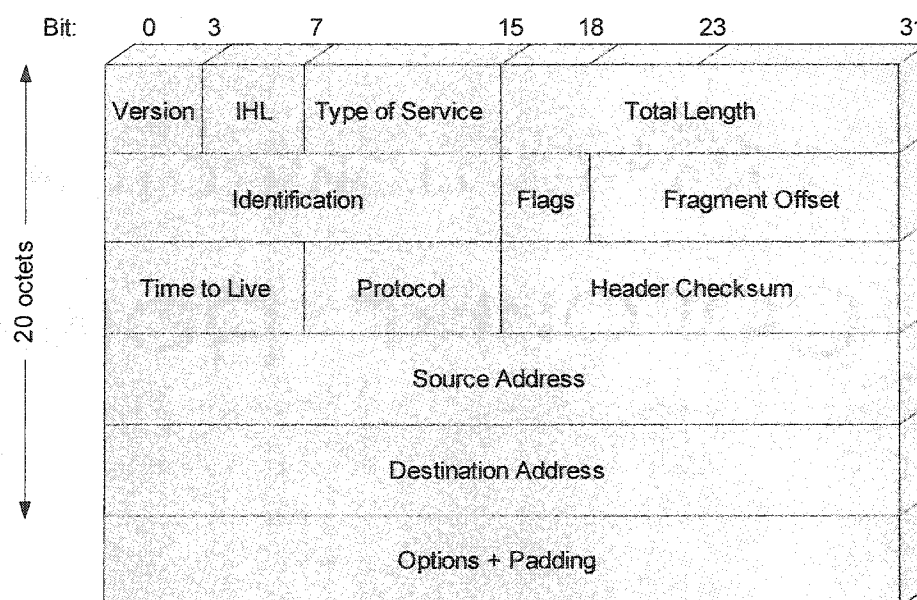 Bit: 0 3 7 15 18 23 31
Version IHL Type of Service Total Length
Identification Flags Fragment Offset
Time to Live Protocol Header Checksum
Source Address
Destination Address
Options + Padding
20 octets